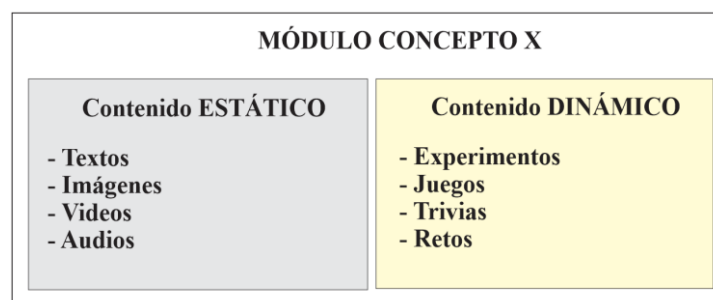 MÓDULO CONCEPTO X
Contenido ESTÁTICO
- Textos
- Imágenes
- Videos
- Audios
Contenido DINÁMICO
- Experimentos
- Juegos
- Trivias
- Retos